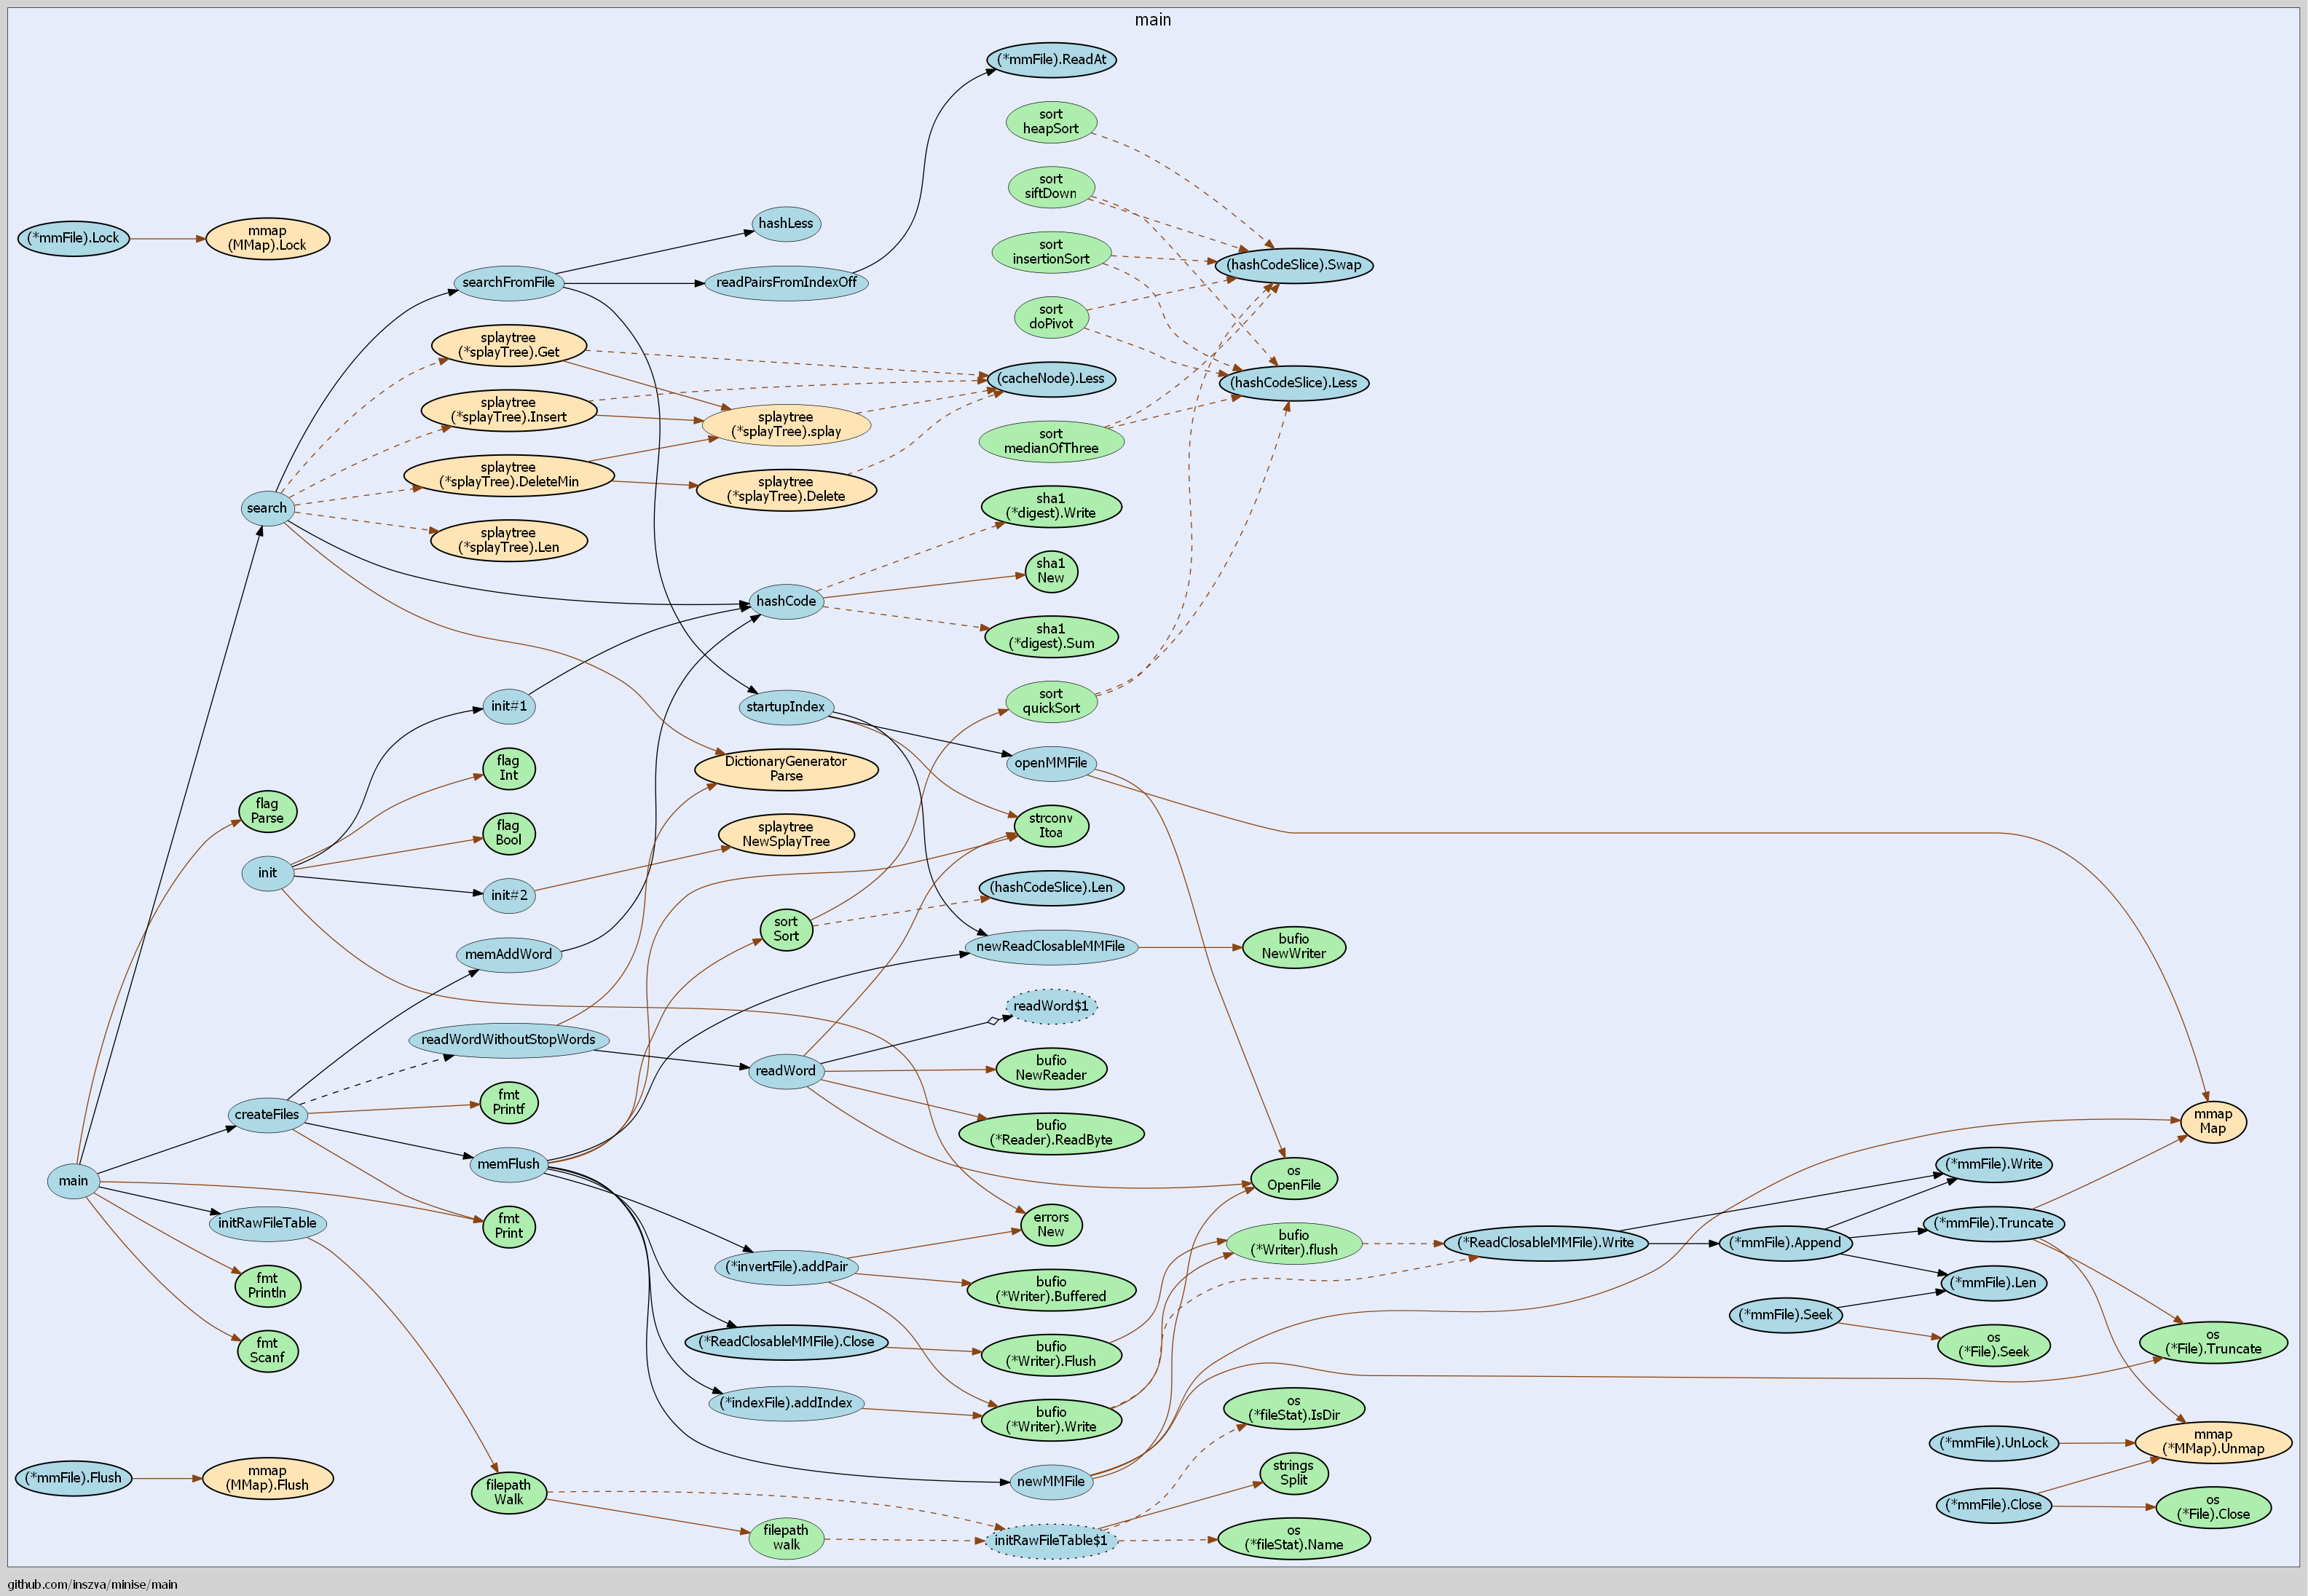 main
(*mmFile).Lock
mmap
(MMap).Lock
(*mmFile).ReadAt
sort
heapSort
sort
siftDown
sort
insertionSort
sort
doPivot
sort
medianOfThree
(hashCodeSlice).Swap
(hashCodeSlice).Less
hashLess
searchFromFile
readPairsFromIndexOff
splaytree
(*splayTree).Get
splaytree
(*splayTree).Insert
splaytree
(*splayTree).DeleteMin
splaytree
(*splayTree).Len
splaytree
(*splayTree).splay
splaytree
(*splayTree).Delete
(cacheNode).Less
search
sha1
(*digest).Write
sha1
New
sha1
(*digest).Sum
hashCode
sort
quickSort
init#1
startupIndex
openMMFile
flag
Int
flag
Bool
DictionaryGenerator
Parse
flag
Parse
init
init#2
splaytree
NewSplayTree
strconv
Itoa
(hashCodeSlice).Len
sort
Sort
newReadClosableMMFile
bufio
NewWriter
memAddWord
readWord$1
readWordWithoutStopWords
readWord
bufio
NewReader
bufio
(*Reader).ReadByte
createFiles
fmt
Printf
memFlush
main
initRawFileTable
fmt
Print
fmt
Println
fmt
Scanf
os
OpenFile
errors
New
(*invertFile).addPair
bufio
(*Writer).Buffered
bufio
(*Writer).flush
(*ReadClosableMMFile).Close
bufio
(*Writer).Flush
(*indexFile).addIndex
bufio
(*Writer).Write
newMMFile
(*ReadClosableMMFile).Write
(*mmFile).Append
(*mmFile).Write
(*mmFile).Truncate
(*mmFile).Len
(*mmFile).Seek
os
(*File).Seek
mmap
Map
os
(*File).Truncate
(*mmFile).UnLock
mmap
(*MMap).Unmap
(*mmFile).Close
os
(*File).Close
os
(*fileStat).IsDir
strings
Split
os
(*fileStat).Name
(*mmFile).Flush
mmap
(MMap).Flush
filepath
Walk
filepath
walk
initRawFileTable$1
github.com/inszva/minise/main